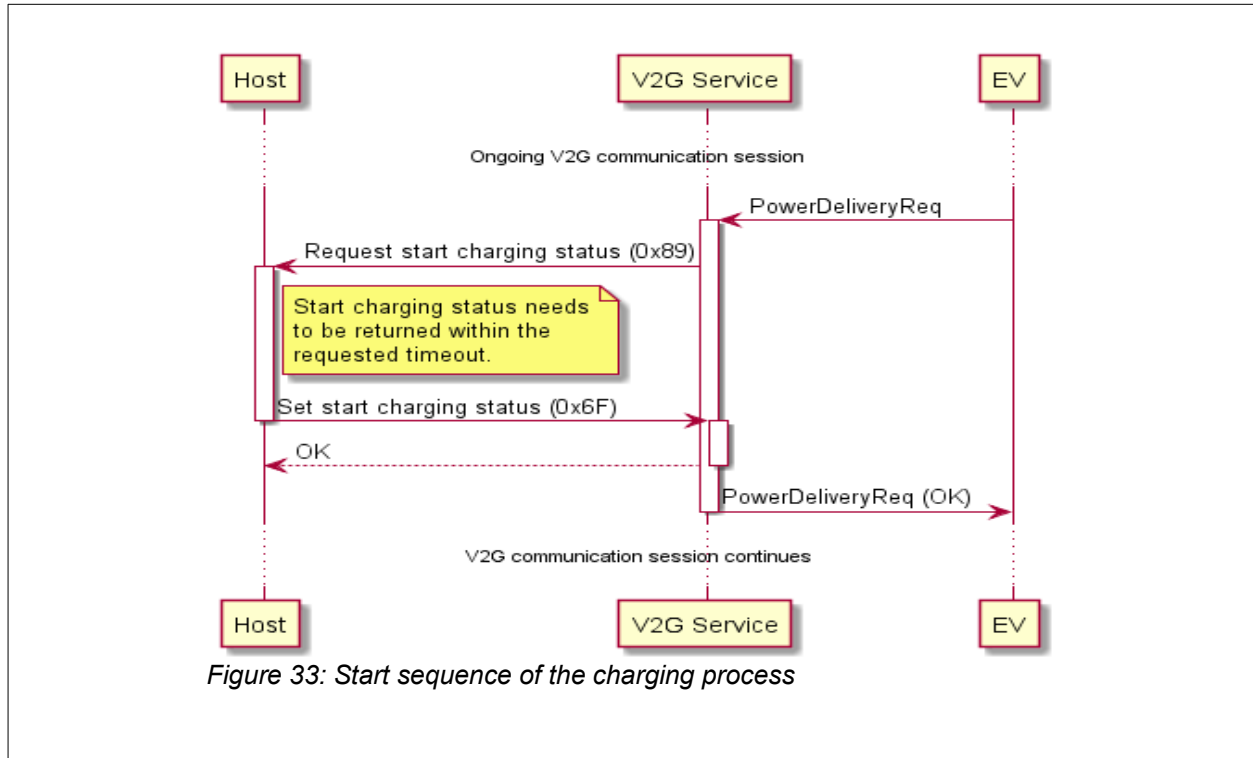 Host V2G Service EV
Ongoing V2G communication session
PowerDeliveryReq
Request start charging status (0x89)
Start charging status needs
to be returned within the
requested timeout.
Set start charging status (0x6F)
OK
PowerDeliveryReq (OK)
V2G communication session continues
Host V2G Service EV
Figure 33: Start sequence of the charging process